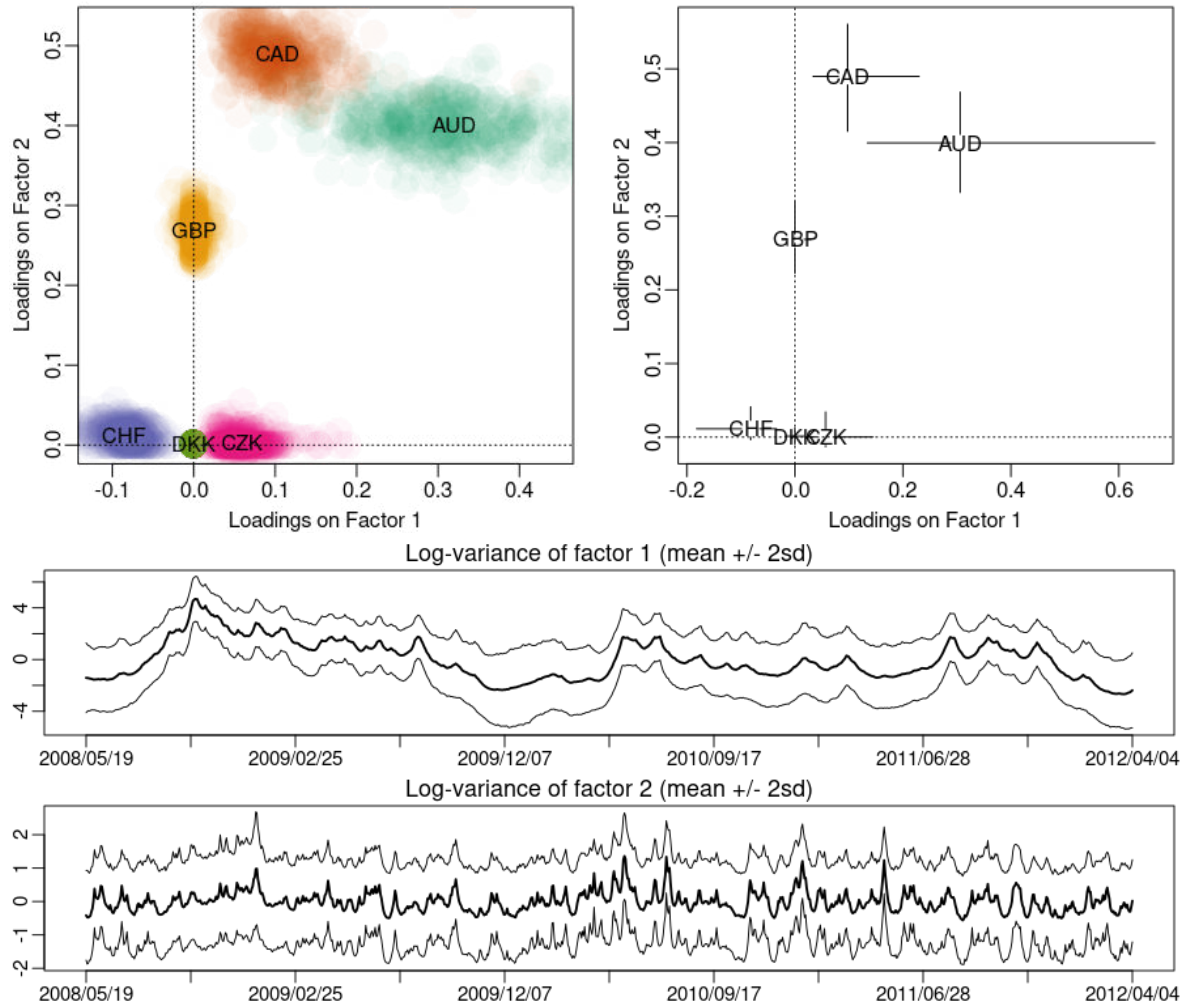 CAD
AUD
GBP
CHF
DKK
CZK
Loadings on Factor 2
0.0
0.1
0.2
0.3
0.4
0.5
-0.1
0.0
0.1
0.2
0.3
0.4
Loadings on Factor 1
CAD
AUD
GBP
CHF
DKK
CZK
Loadings on Factor 2
0.0
0.1
0.2
0.3
0.4
0.5
-0.2
0.0
0.2
0.4
0.6
Loadings on Factor 1
Log-variance of factor 1 (mean +/- 2sd)
4
0
-4
2008/05/19
2009/02/25
2009/12/07
2010/09/17
2011/06/28
2012/04/04
Log-variance of factor 2 (mean +/- 2sd)
2
1
0
-1
-2
2008/05/19
2009/02/25
2009/12/07
2010/09/17
2011/06/28
2012/04/04